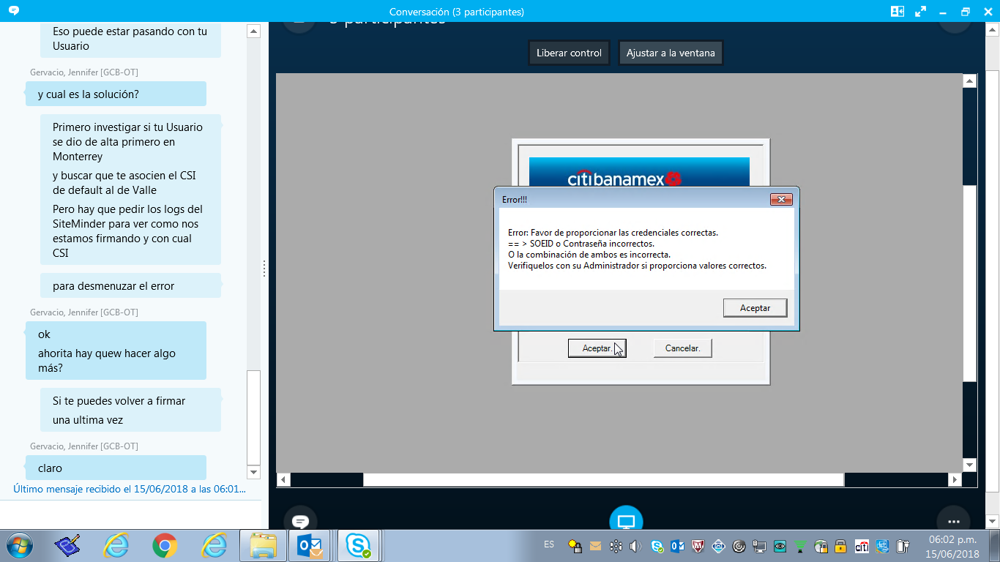 Conversación (3 participantes)
Eso puede estar pasando con tu
Usuario
Gervacio, Jennifer [GCB-OT]
y cual es la solución?
Primero investigar si tu Usuario
se dio de alta primero en
Monterrey
y buscar que te asocien el CSI
de default al de Valle
Pero hay que pedir los logs del
SiteMinder para ver como nos
estamos firmando y con cual
CSI
para desmenuzar el error
Gervacio, Jennifer [GCB-OT]
ok
ahorita hay quew hacer algo
más?
Si te puedes volver a firmar
una ultima vez
Gervacio, Jennifer [GCB-OT]
claro
Último mensaje recibido el 15/06/2018 a las 06:01...
3 participantes
Liberar control
Ajustar a la ventana
citibanamex
Error!!!
Error: Favor de proporcionar las credenciales correctas.
== > SOEID o Contraseña incorrectos.
O la combinación de ambos es incorrecta.
Verifiquelos con su Administrador si proporciona valores correctos.
Aceptar
Aceptar.
Cancelar.
ES
citi
06:02 p.m.
15/06/2018